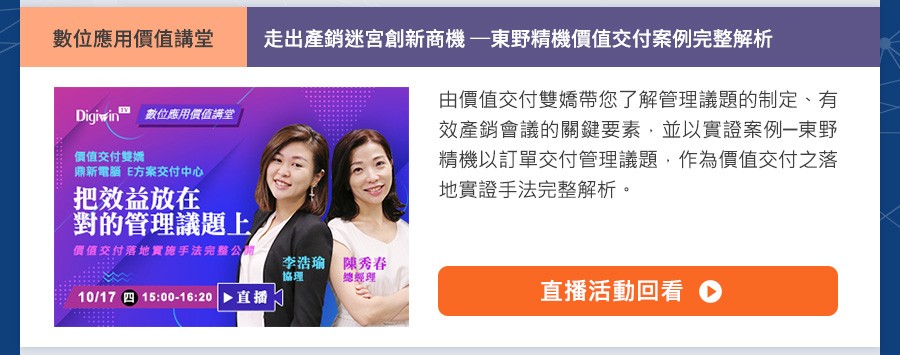 數位應用價值講堂
走出產銷迷宮創新商機 —東野精機價值交付案例完整解析
Digiwin TV
數位應用價值講堂
價值交付雙嬌
鼎新電腦 E方案交付中心
把效益放在
對的管理議題上
價值交付落地實施手法完整公開
李浩瑜
協理
陳秀春
總經理
10/17 四 15:00-16:20 直播
由價值交付雙嬌帶您了解管理議題的制定、有
效產銷會議的關鍵要素，並以實證案例—東野
精機以訂單交付管理議題，作為價值交付之落
地實證手法完整解析。
直播活動回看